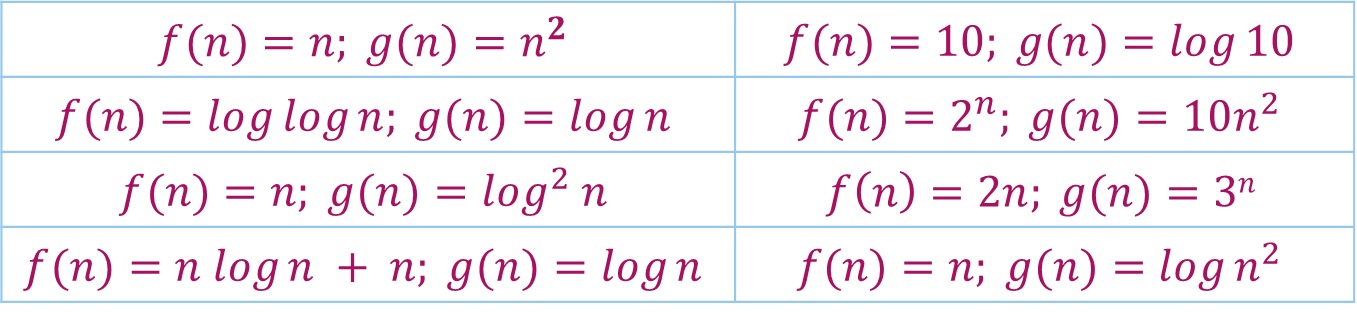 f(n) = n; g(n) = n²
f(n) = 10; g(n) = log 10
f(n) = log log n; g(n) = log n
f(n) = 2ⁿ; g(n) = 10n²
f(n) = n; g(n) = log² n
f(n) = 2n; g(n) = 3ⁿ
f(n) = n log n + n; g(n) = log n
f(n) = n; g(n) = log n²